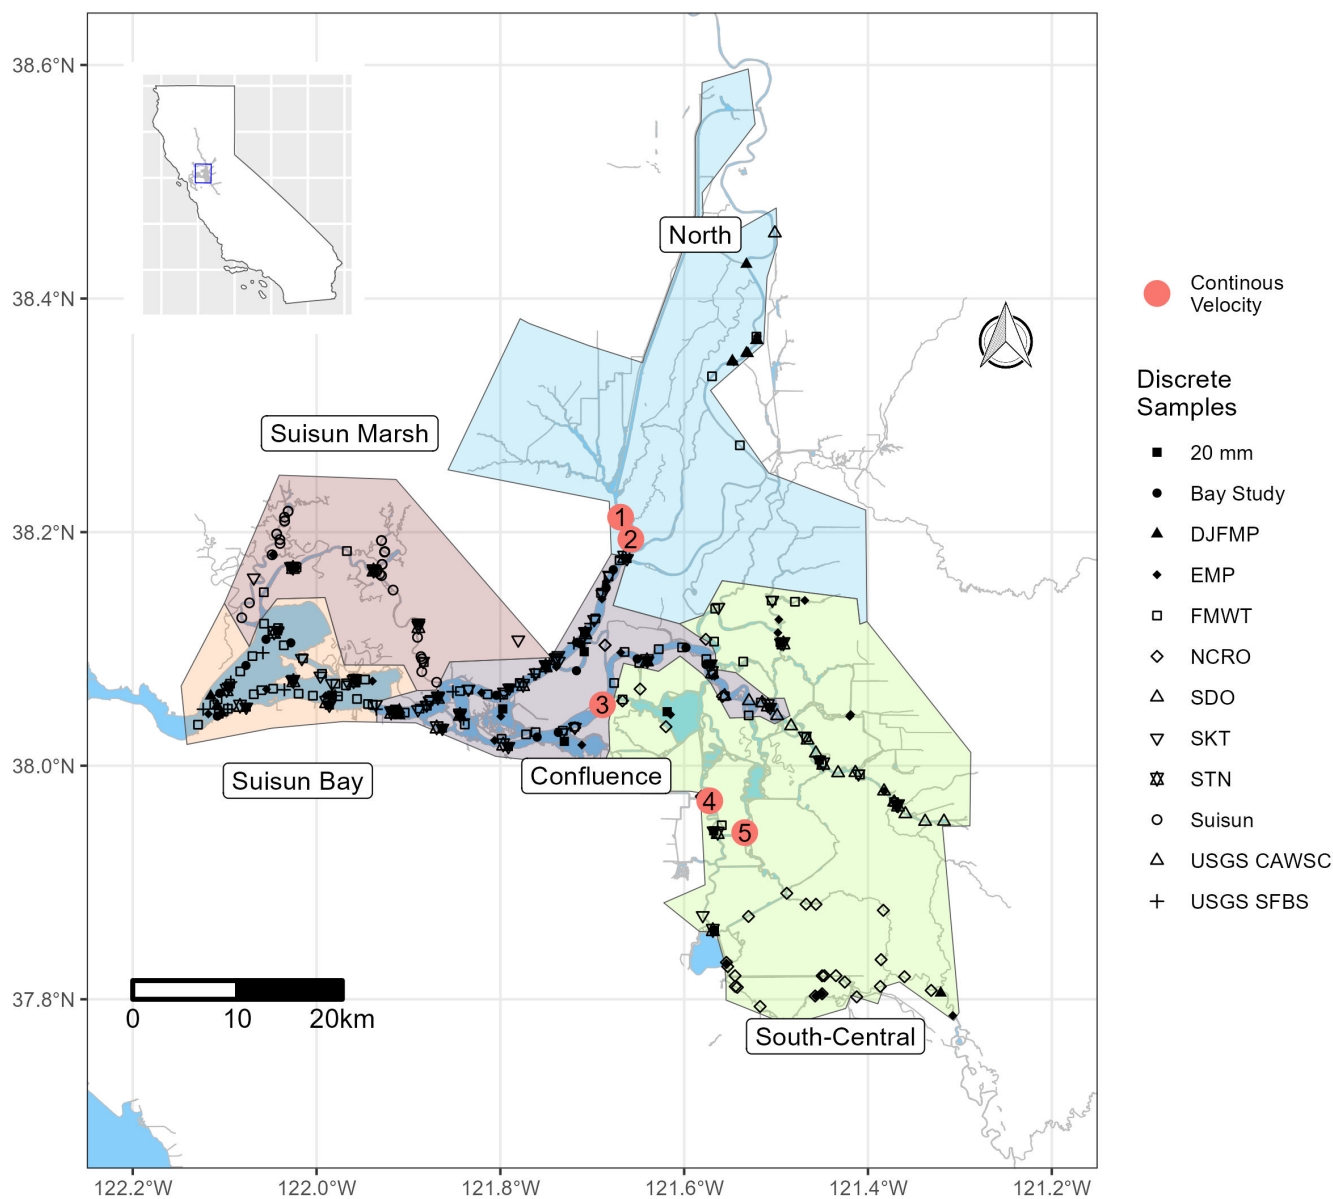 38.6°N
38.4°N
38.2°N
38.0°N
37.8°N
122.2°W
122.0°W
121.8°W
121.6°W
121.4°W
121.2°W
North
Suisun Marsh
Suisun Bay
Confluence
South-Central
1
2
3
4
5
0
10
20km
Continous
Velocity
Discrete
Samples
20 mm
Bay Study
DJFMP
EMP
FMWT
NCRO
SDO
SKT
STN
Suisun
USGS CAWSC
USGS SFBS